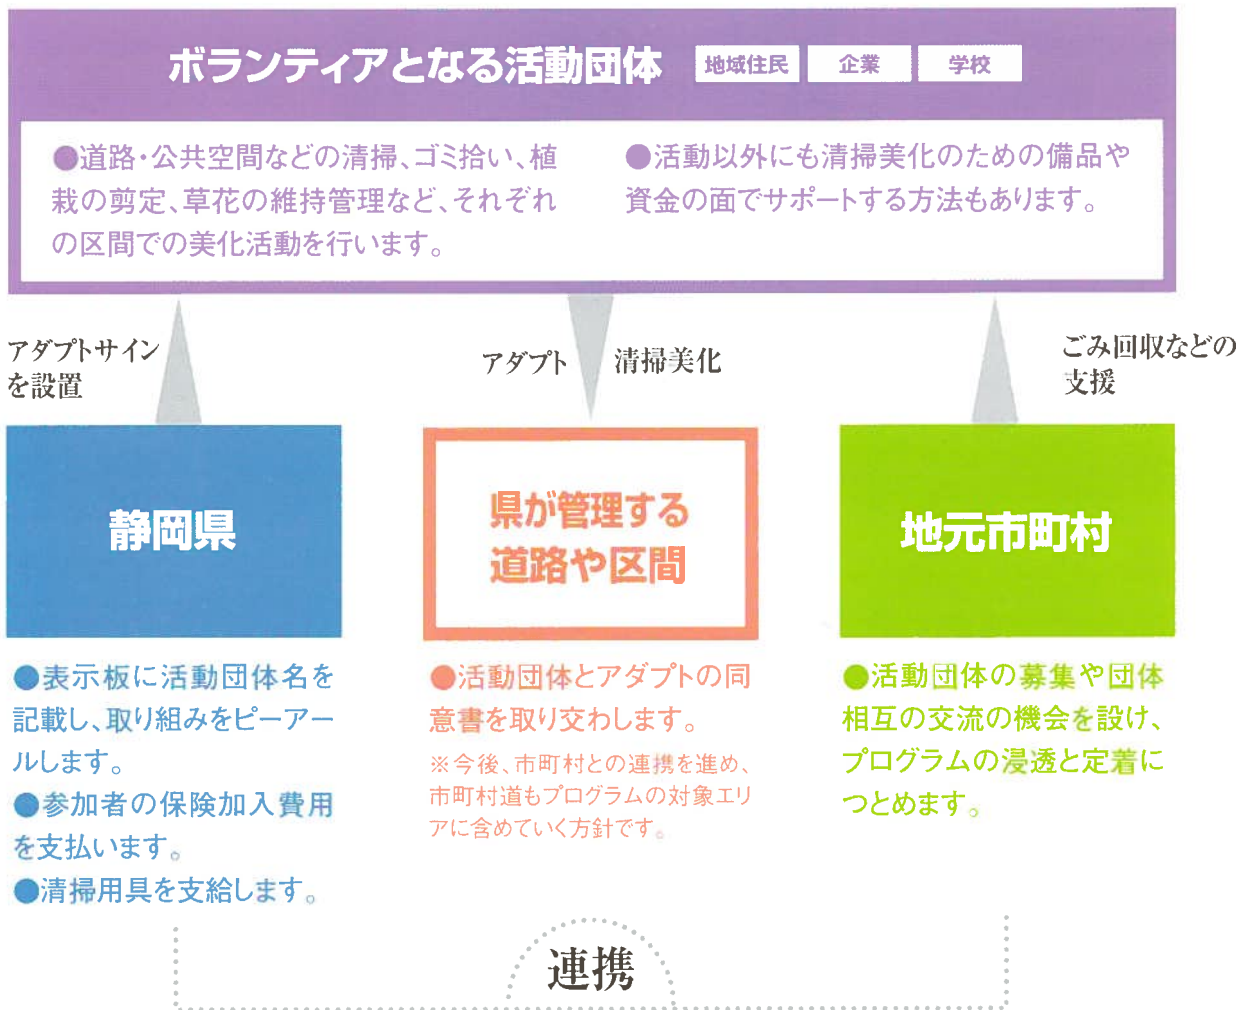 ボランティアとなる活動団体 地域住民 企業 学校
●道路・公共空間などの清掃、ゴミ拾い、植
栽の剪定、草花の維持管理など、それぞれ
の区間での美化活動を行います。
●活動以外にも清掃美化のための備品や
資金の面でサポートする方法もあります。
アダプトサイン
を設置
アダプト 清掃美化
ごみ回収などの
支援
静岡県
県が管理する
道路や区間
地元市町村
●表示板に活動団体名を
記載し、取り組みをピーアー
ルします。
●参加者の保険加入費用
を支払います。
●清掃用具を支給します。
●活動団体とアダプトの同
意書を取り交わします。
※今後、市町村との連携を進め、
市町村道もプログラムの対象エリ
アに含めていく方針です。
●活動団体の募集や団体
相互の交流の機会を設け、
プログラムの浸透と定着に
つとめます。
連携